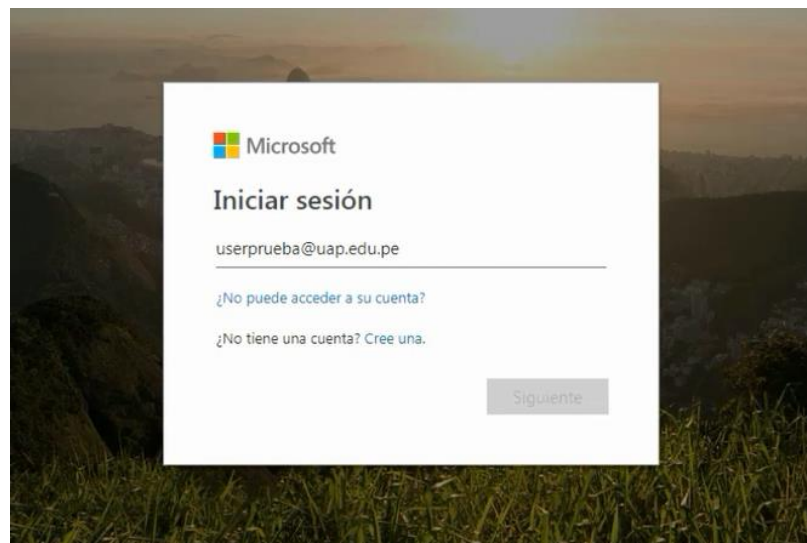 Microsoft
Iniciar sesión
userprueba@uap.edu.pe
¿No puede acceder a su cuenta?
¿No tiene una cuenta? Cree una.
Siguiente